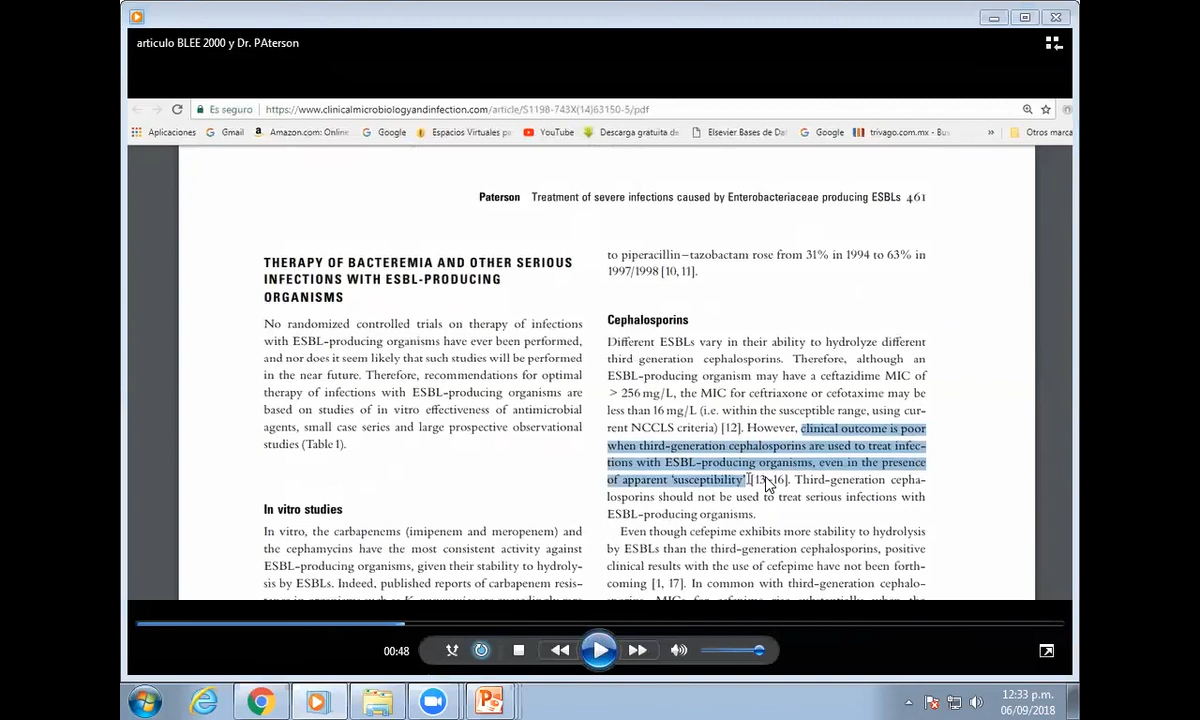 articulo BLEE 2000 y Dr. PAterson
Es seguro | https://www.clinicalmicrobiologyandinfection.com/article/S1198-743X(14)63150-5/pdf
Aplicaciones Gmail Amazon.com: Online Google Espacios Virtuales pa YouTube Descarga gratuita de Elsevier Bases de Dat Google trivago.com.mx - Bus » Otros marca
Paterson Treatment of severe infections caused by Enterobacteriaceae producing ESBLs 461
THERAPY OF BACTEREMIA AND OTHER SERIOUS
INFECTIONS WITH ESBL-PRODUCING
ORGANISMS
No randomized controlled trials on therapy of infections
with ESBL-producing organisms have ever been performed,
and nor does it seem likely that such studies will be performed
in the near future. Therefore, recommendations for optimal
therapy of infections with ESBL-producing organisms are
based on studies of in vitro effectiveness of antimicrobial
agents, small case series and large prospective observational
studies (Table 1).
In vitro studies
In vitro, the carbapenems (imipenem and meropenem) and
the cephamycins have the most consistent activity against
ESBL-producing organisms, given their stability to hydroly-
sis by ESBLs. Indeed, published reports of carbapenem resis-
to piperacillin–tazobactam rose from 31% in 1994 to 63% in
1997/1998 [10, 11].
Cephalosporins
Different ESBLs vary in their ability to hydrolyze different
third generation cephalosporins. Therefore, although an
ESBL-producing organism may have a ceftazidime MIC of
> 256 mg/L, the MIC for ceftriaxone or cefotaxime may be
less than 16 mg/L (i.e. within the susceptible range, using cur-
rent NCCLS criteria) [12]. However, clinical outcome is poor
when third-generation cephalosporins are used to treat infec-
tions with ESBL-producing organisms, even in the presence
of apparent 'susceptibility' [13–16]. Third-generation cepha-
losporins should not be used to treat serious infections with
ESBL-producing organisms.
Even though cefepime exhibits more stability to hydrolysis
by ESBLs than the third-generation cephalosporins, positive
clinical results with the use of cefepime have not been forth-
coming [1, 17]. In common with third-generation cephalo-
00:48
12:33 p.m.
06/09/2018